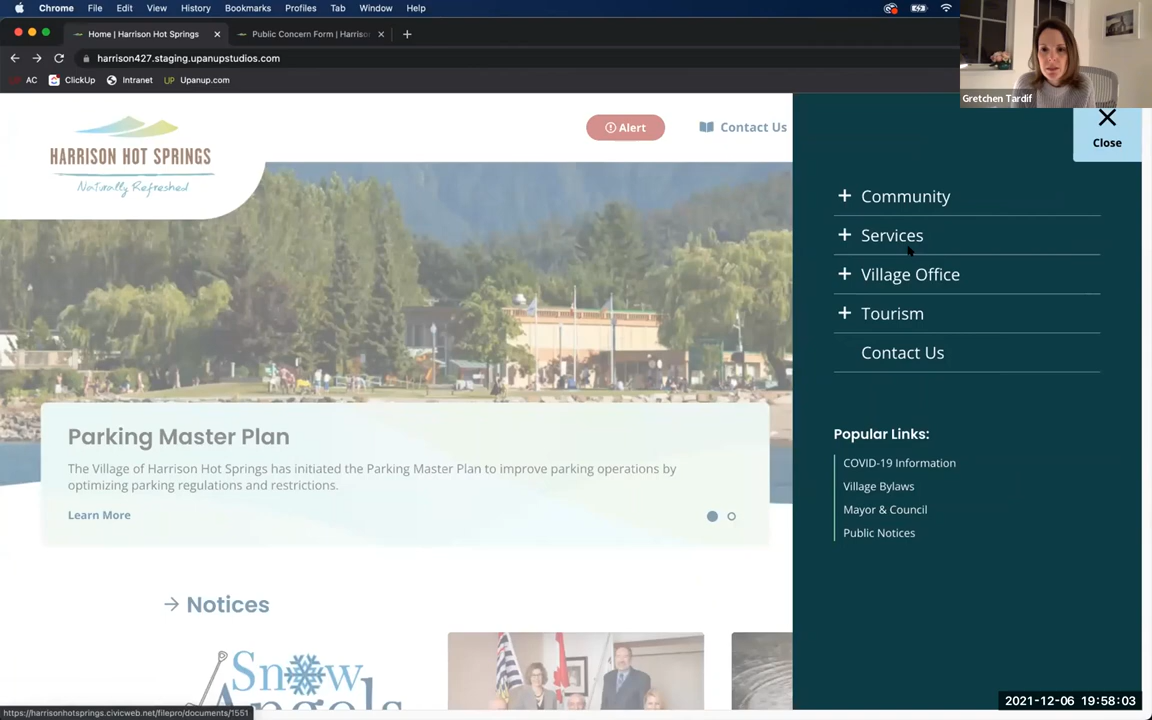 Chrome File Edit View History Bookmarks Profiles Tab Window Help
Home | Harrison Hot Springs Public Concern Form | Harriso
harrison427.staging.upanupstudios.com
AC ClickUp Intranet UP Upanup.com
Gretchen Tardif
HARRISON HOT SPRINGS
Naturally Refreshed
Alert
Contact Us
Close
+ Community
+ Services
+ Village Office
+ Tourism
Contact Us
Popular Links:
COVID-19 Information
Village Bylaws
Mayor & Council
Public Notices
Parking Master Plan
The Village of Harrison Hot Springs has initiated the Parking Master Plan to improve parking operations by
optimizing parking regulations and restrictions.
Learn More
→ Notices
Snow
Angels
https://harrisonhotsprings.civicweb.net/filepro/documents/1551
2021-12-06 19:58:03